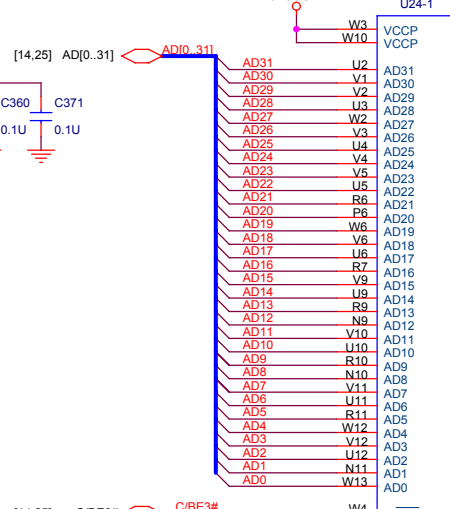 U24-1
W3 VCCP
W10 VCCP
[14,25] AD[0..31] AD[0..31]
AD31 U2 AD31
AD30 V1 AD30
AD29 V2 AD29
AD28 U3 AD28
AD27 W2 AD27
AD26 V3 AD26
AD25 U4 AD25
AD24 V4 AD24
AD23 V5 AD23
AD22 U5 AD22
AD21 R6 AD21
AD20 P6 AD20
AD19 W6 AD19
AD18 V6 AD18
AD17 U6 AD17
AD16 R7 AD16
AD15 V9 AD15
AD14 U9 AD14
AD13 R9 AD13
AD12 N9 AD12
AD11 V10 AD11
AD10 U10 AD10
AD9 R10 AD9
AD8 N10 AD8
AD7 V11 AD7
AD6 U11 AD6
AD5 R11 AD5
AD4 W12 AD4
AD3 V12 AD3
AD2 U12 AD2
AD1 N11 AD1
AD0 W13 AD0
C360 C371
0.1U 0.1U
C/BE3# W4